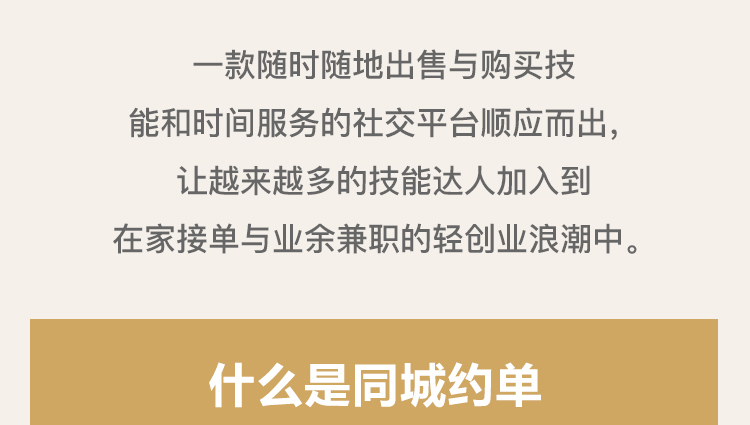 一款随时随地出售与购买技
能和时间服务的社交平台顺应而出，
让越来越多的技能达人加入到
在家接单与业余兼职的轻创业浪潮中。
什么是同城约单